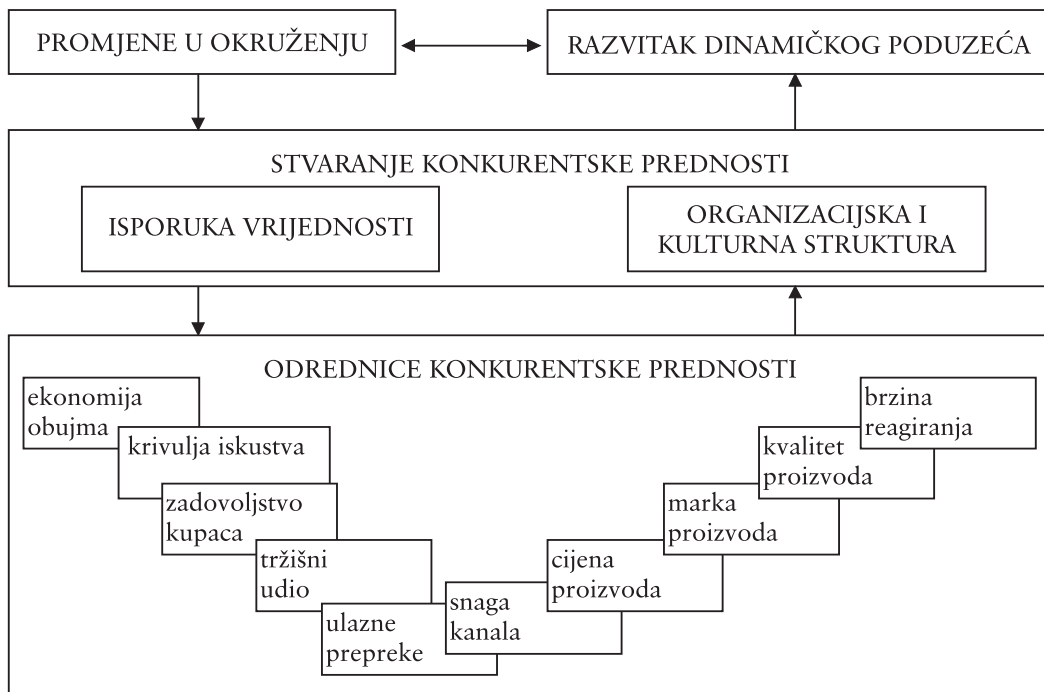 PROMJENE U OKRUŽENJU
RAZVITAK DINAMIČKOG PODUZEĆA
STVARANJE KONKURENTSKE PREDNOSTI
ISPORUKA VRIJEDNOSTI
ORGANIZACIJSKA I
KULTURNA STRUKTURA
ODREDNICE KONKURENTSKE PREDNOSTI
ekonomija
obujma
krivulja iskustva
zadovoljstvo
kupaca
tržišni
udio
ulazne
prepreke
snaga
kanala
cijena
proizvoda
marka
proizvoda
kvalitet
proizvoda
brzina
reagiranja